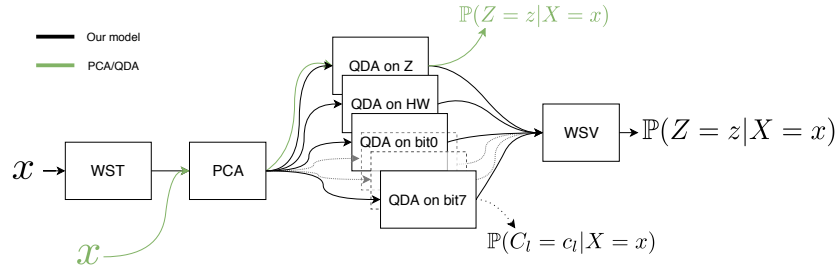 ℙ(Z = z|X = x)
Our model
PCA/QDA
QDA on Z
QDA on HW
QDA on bit0
QDA on bit7
x
WST
PCA
WSV
ℙ(Z = z|X = x)
x
ℙ(C_l = c_l|X = x)